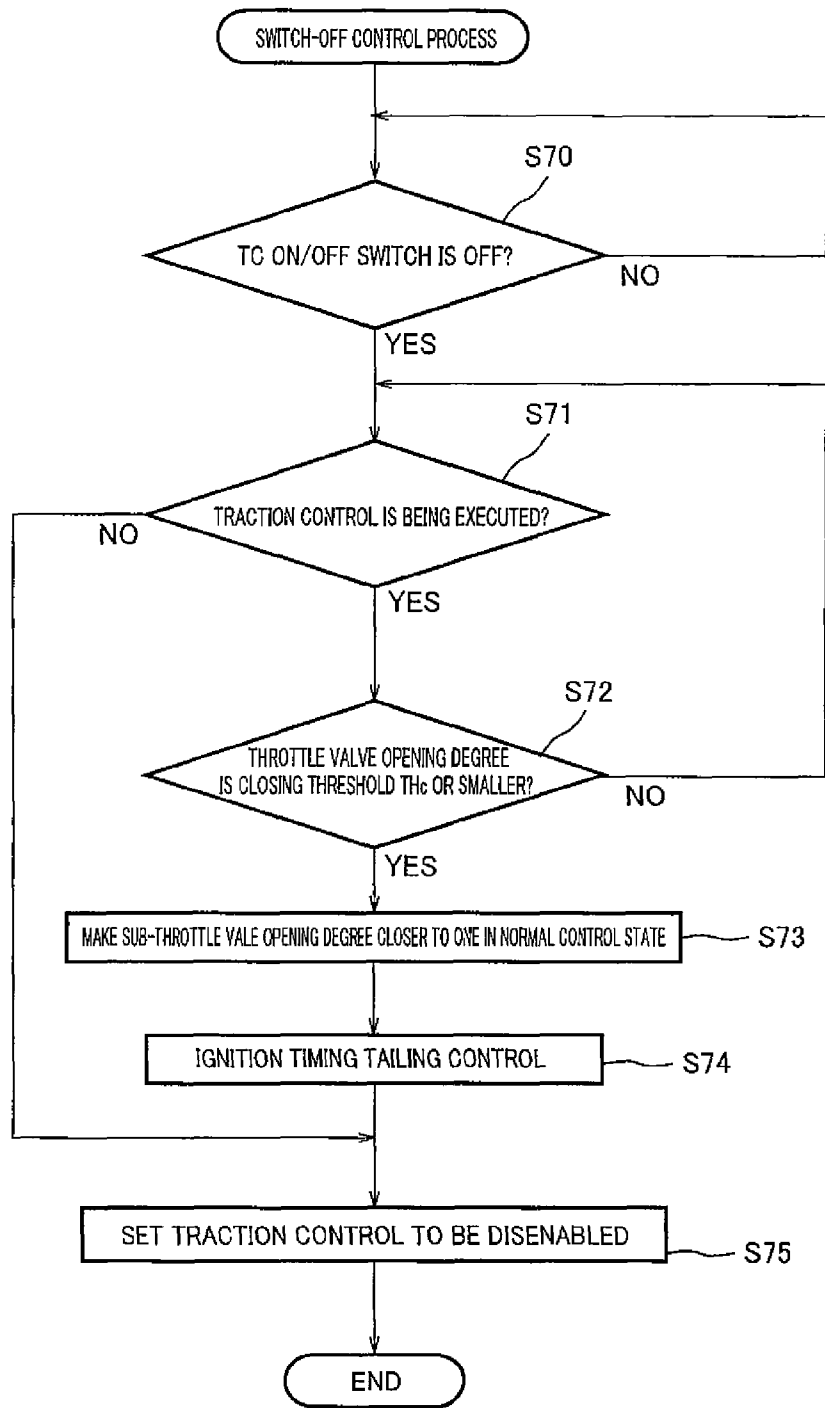 SWITCH-OFF CONTROL PROCESS
S70
TC ON/OFF SWITCH IS OFF?
NO
YES
S71
TRACTION CONTROL IS BEING EXECUTED?
NO
YES
S72
THROTTLE VALVE OPENING DEGREE
IS CLOSING THRESHOLD THc OR SMALLER?
NO
YES
MAKE SUB-THROTTLE VALE OPENING DEGREE CLOSER TO ONE IN NORMAL CONTROL STATE
S73
IGNITION TIMING TAILING CONTROL
S74
SET TRACTION CONTROL TO BE DISENABLED
S75
END